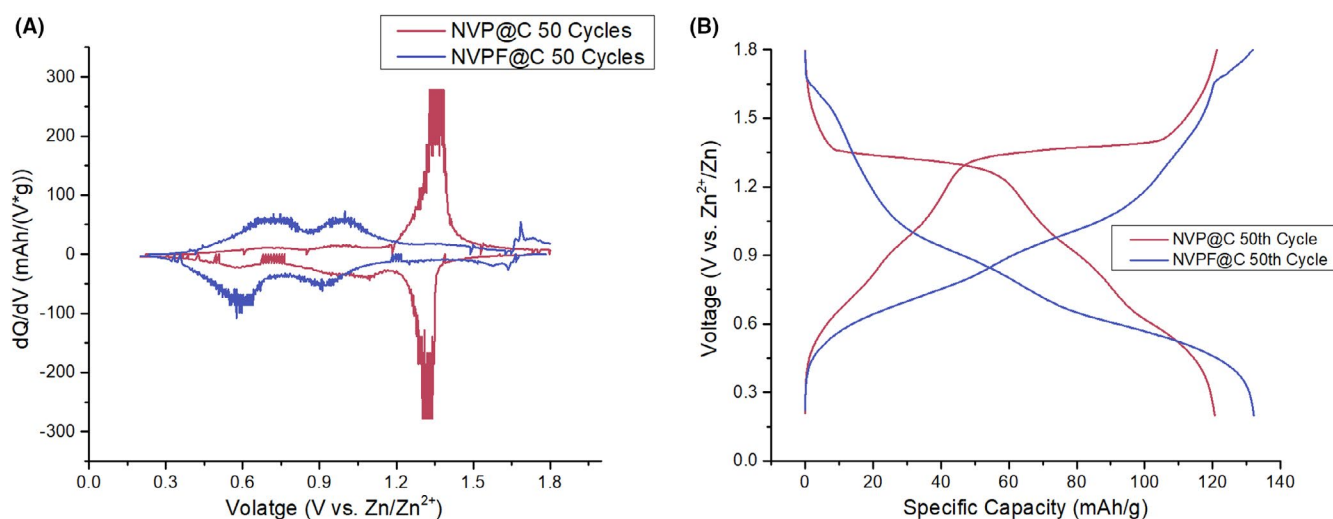 (A)
NVP@C 50 Cycles
NVPF@C 50 Cycles
dQ/dV (mAh/(V*g))
300
200
100
0
-100
-200
-300
0.0 0.3 0.6 0.9 1.2 1.5 1.8
Volatge (V vs. Zn/Zn²⁺)
(B)
Voltage (V vs. Zn²⁺/Zn)
1.8
1.5
1.2
0.9
0.6
0.3
0.0
NVP@C 50th Cycle
NVPF@C 50th Cycle
0 20 40 60 80 100 120 140
Specific Capacity (mAh/g)